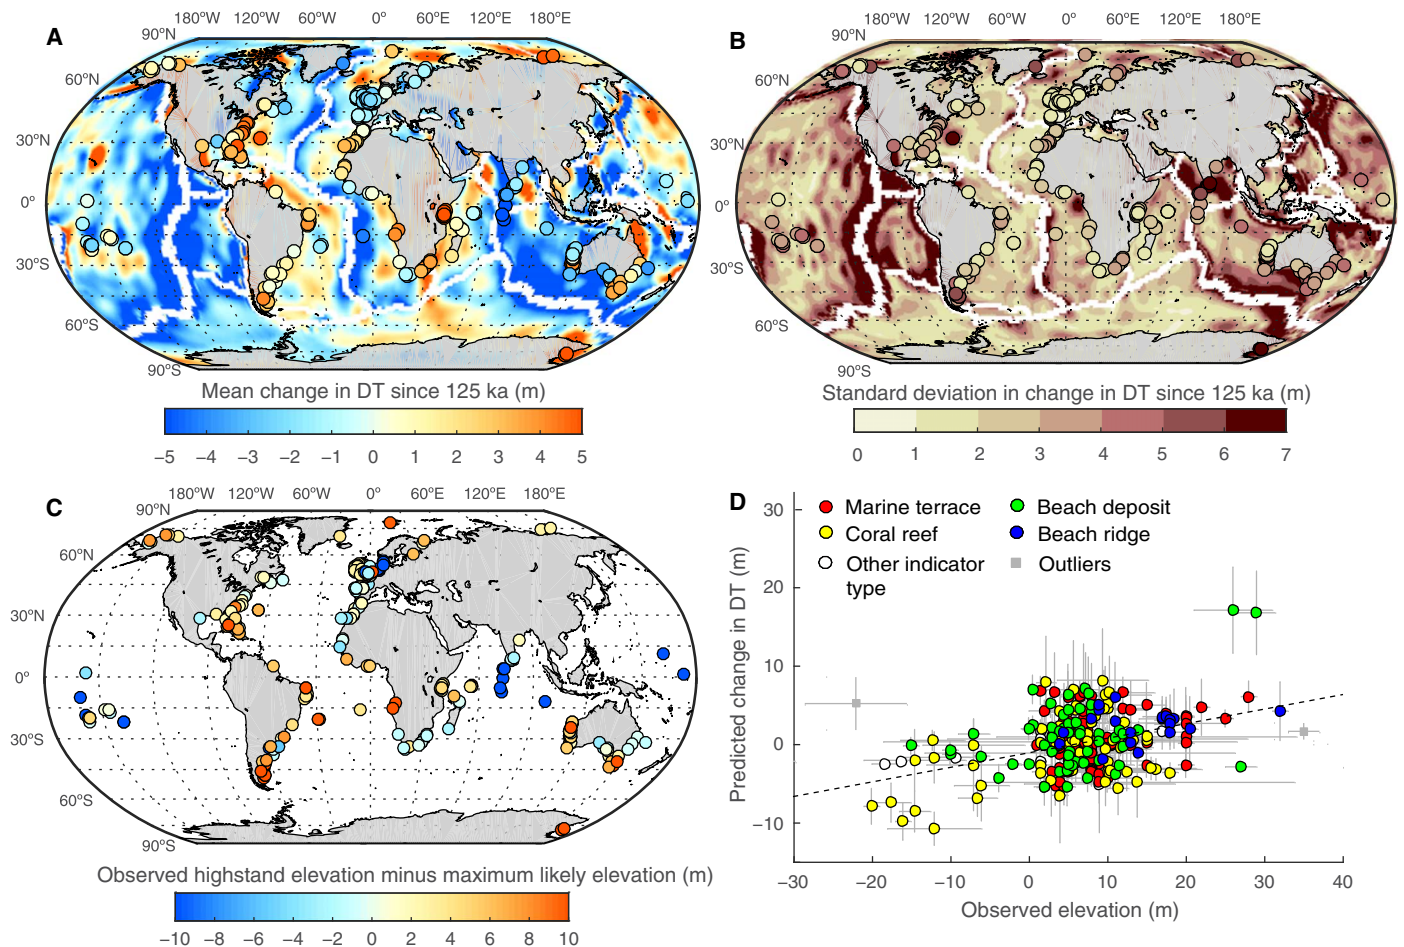 A
180°W 120°W 60°W 0° 60°E 120°E 180°E
90°N
60°N
30°N
0°
30°S
60°S
90°S
Mean change in DT since 125 ka (m)
−5 −4 −3 −2 −1 0 1 2 3 4 5
B
180°W 120°W 60°W 0° 60°E 120°E 180°E
90°N
60°N
30°N
0°
30°S
60°S
90°S
Standard deviation in change in DT since 125 ka (m)
0 1 2 3 4 5 6 7
C
180°W 120°W 60°W 0° 60°E 120°E 180°E
90°N
60°N
30°N
0°
30°S
60°S
90°S
Observed highstand elevation minus maximum likely elevation (m)
−10 −8 −6 −4 −2 0 2 4 6 8 10
D
Marine terrace
Coral reef
Other indicator
type
Beach deposit
Beach ridge
Outliers
Predicted change in DT (m)
30
20
10
0
−10
−30 −20 −10 0 10 20 30 40
Observed elevation (m)